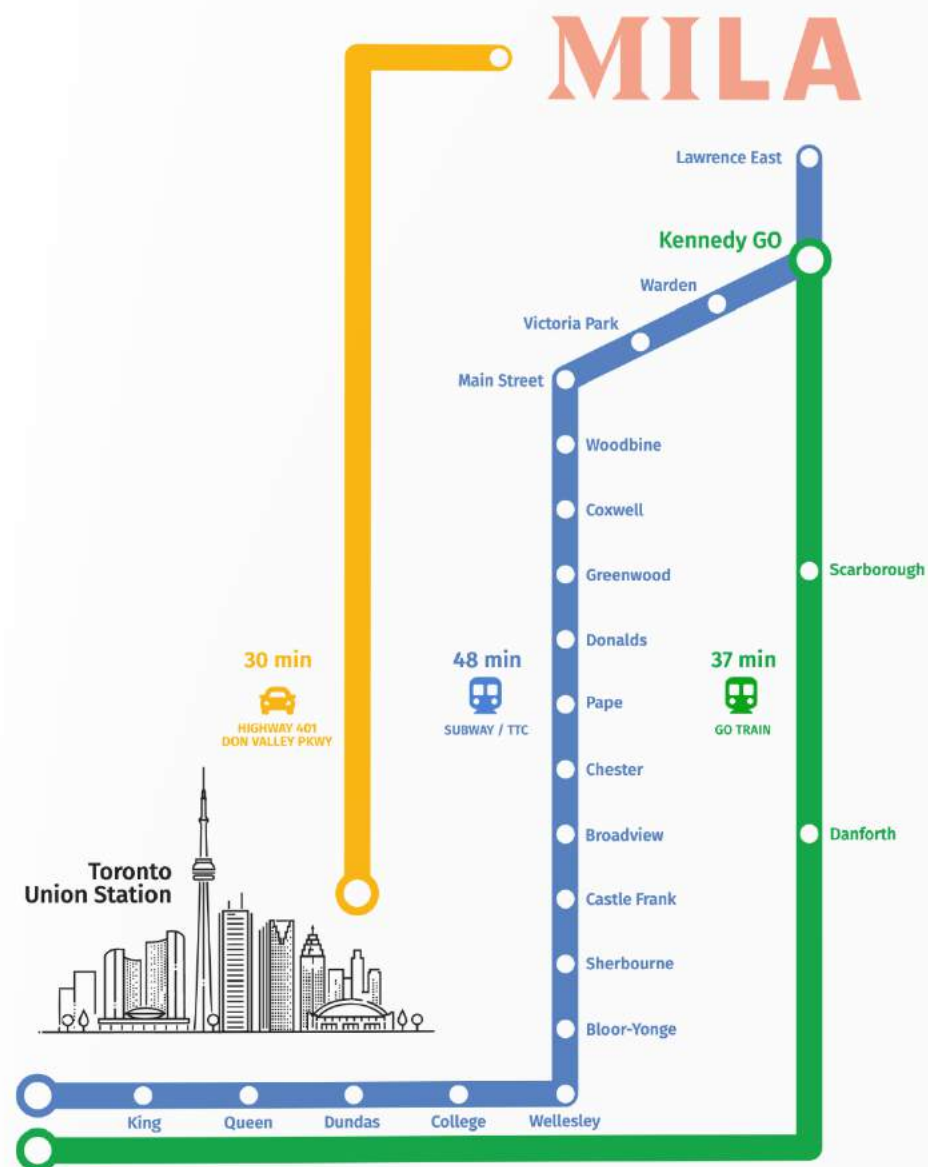 MILA
Lawrence East
Kennedy GO
Warden
Victoria Park
Main Street
Woodbine
Coxwell
Greenwood
Donalds
30 min
48 min
37 min
Pape
HIGHWAY 401
DON VALLEY PKWY
SUBWAY / TTC
GO TRAIN
Scarborough
Chester
Broadview
Danforth
Toronto
Union Station
Castle Frank
Sherbourne
Bloor-Yonge
King
Queen
Dundas
College
Wellesley